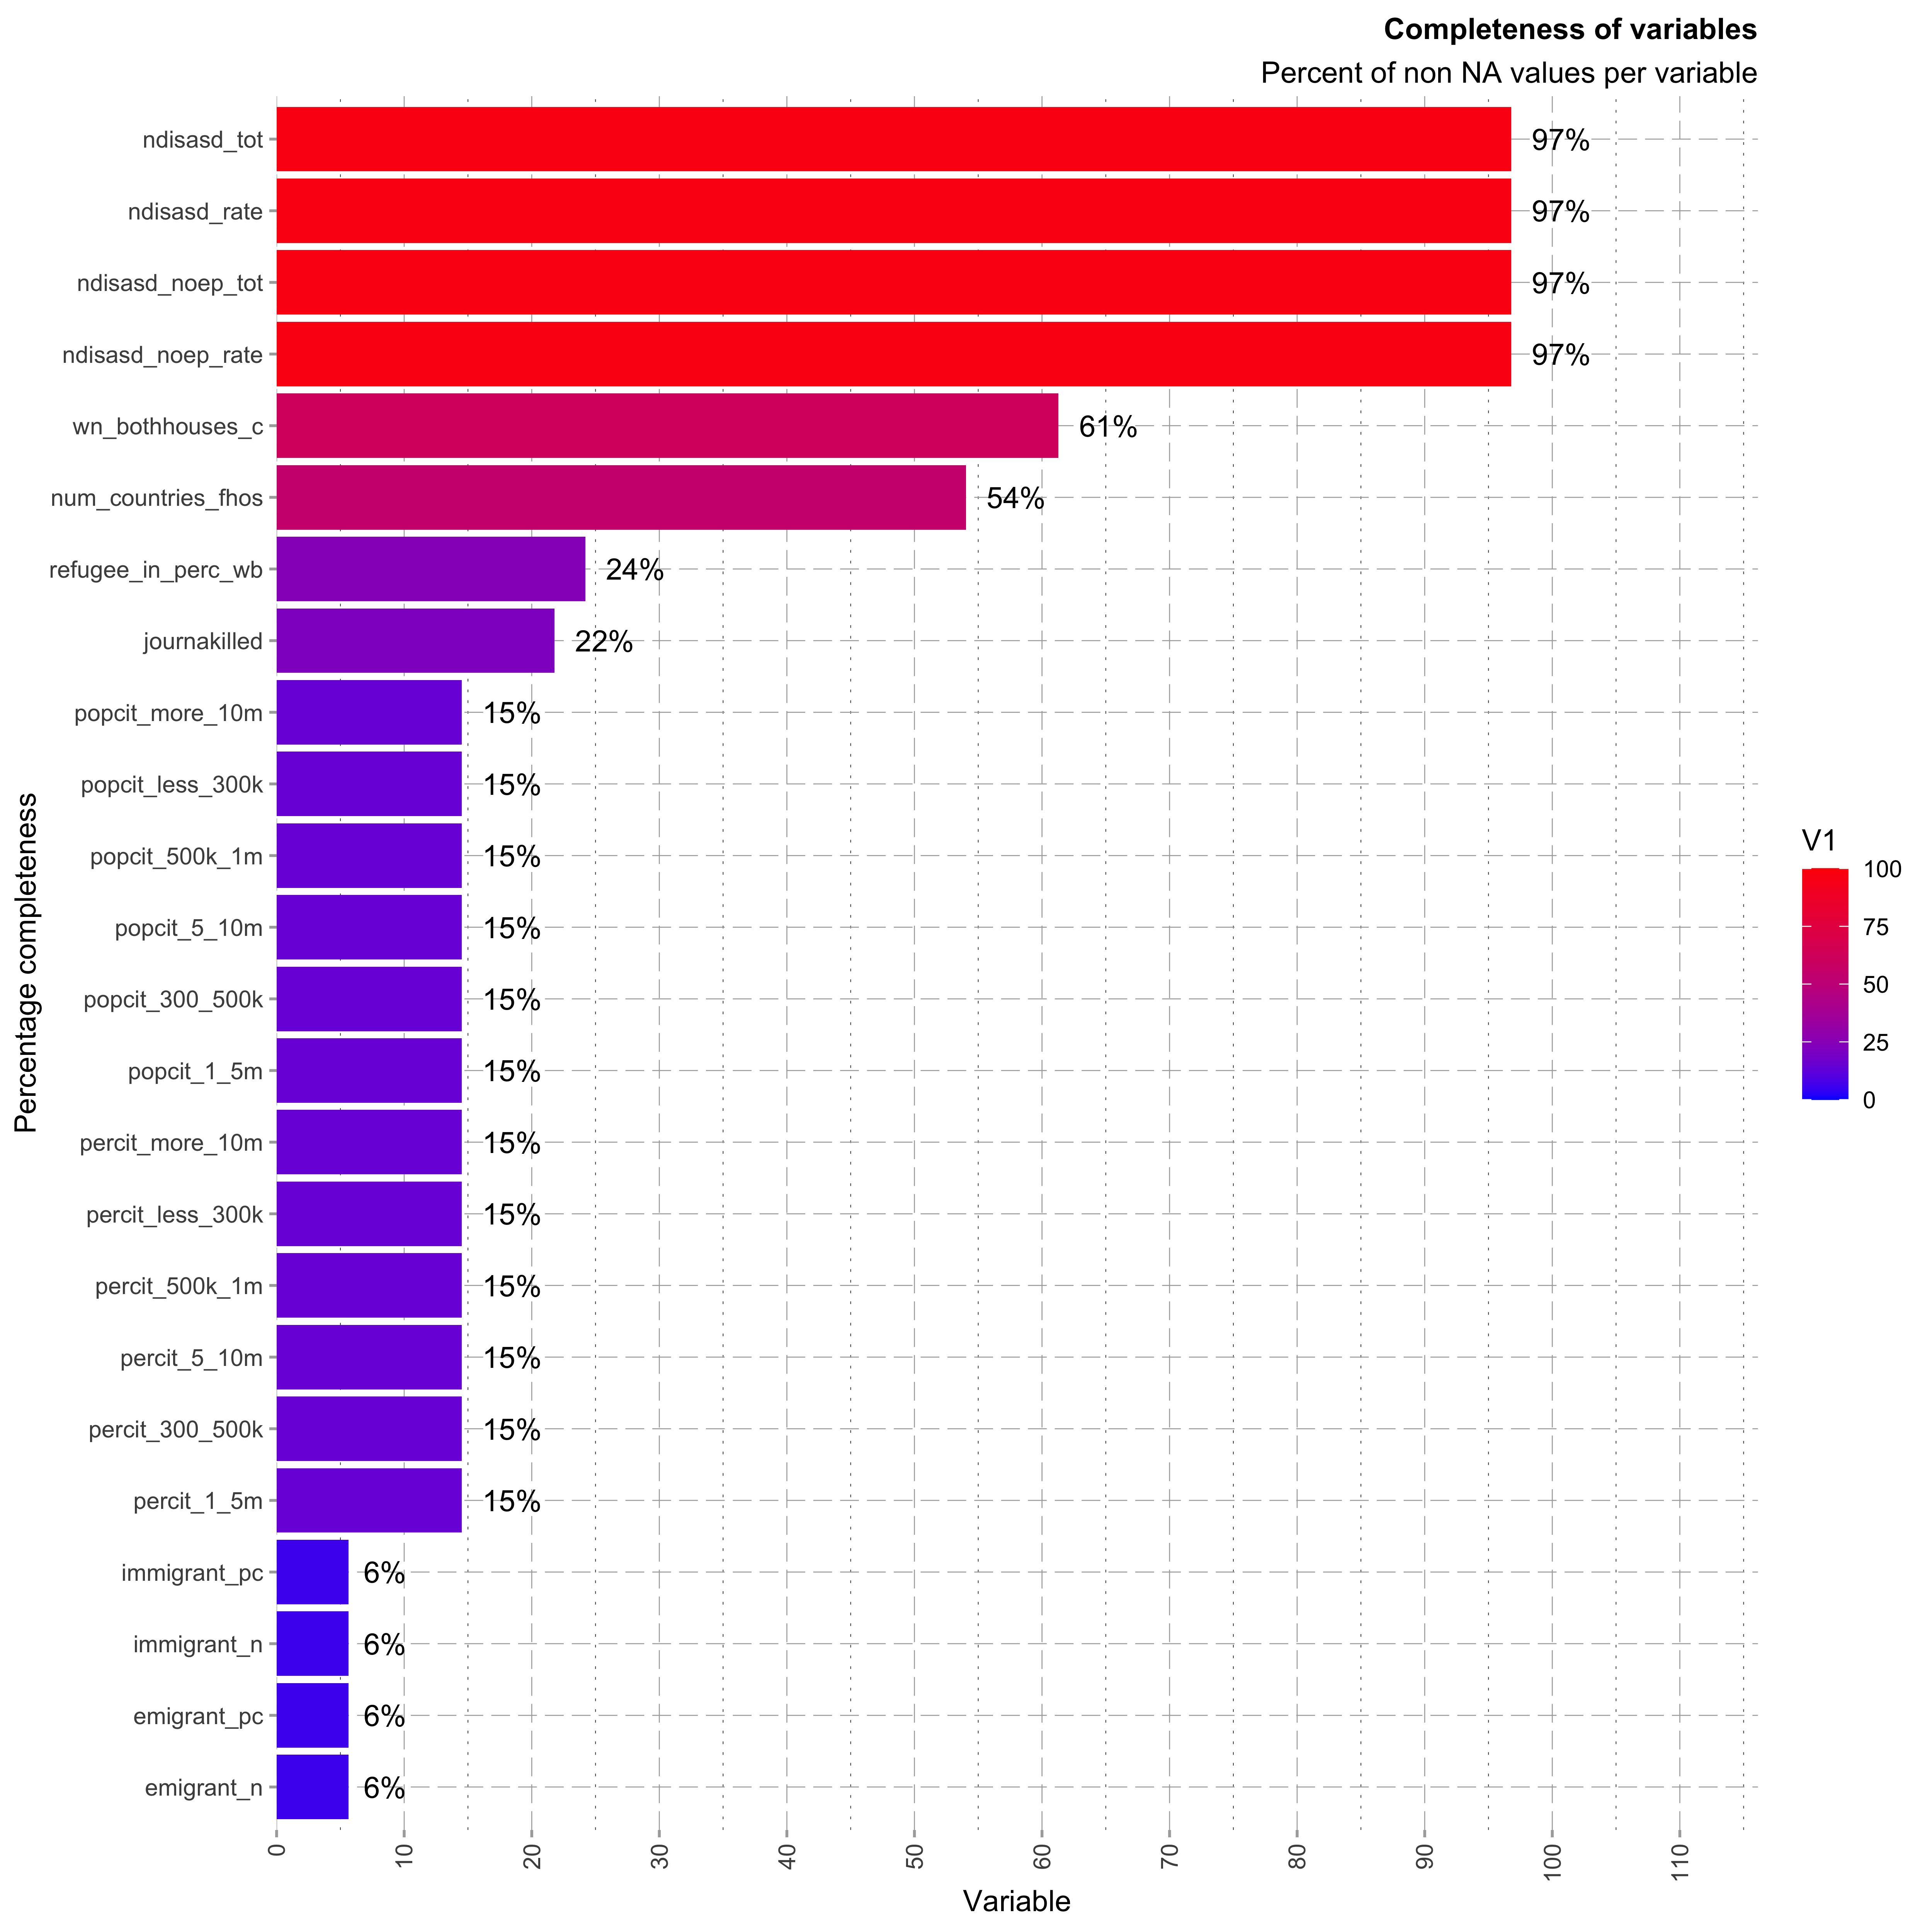 Completeness of variables
Percent of non NA values per variable
ndisasd_tot 97%
ndisasd_rate 97%
ndisasd_noep_tot 97%
ndisasd_noep_rate 97%
wn_bothhouses_c 61%
num_countries_fhos 54%
refugee_in_perc_wb 24%
journakilled 22%
popcit_more_10m 15%
popcit_less_300k 15%
popcit_500k_1m 15%
popcit_5_10m 15%
popcit_300_500k 15%
popcit_1_5m 15%
percit_more_10m 15%
percit_less_300k 15%
percit_500k_1m 15%
percit_5_10m 15%
percit_300_500k 15%
percit_1_5m 15%
immigrant_pc 6%
immigrant_n 6%
emigrant_pc 6%
emigrant_n 6%
Percentage completeness
0 10 20 30 40 50 60 70 80 90 100 110
Variable
V1
100
75
50
25
0